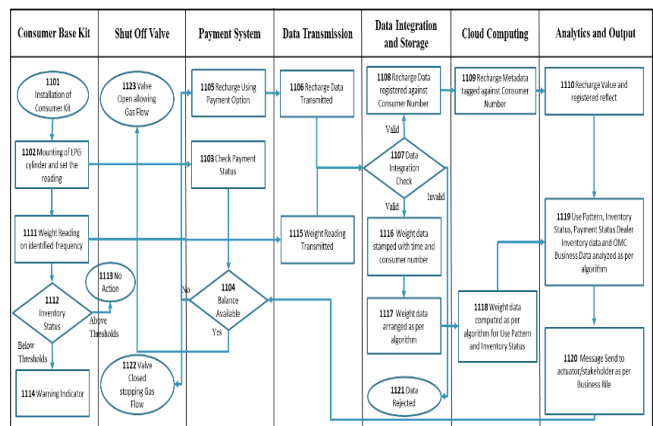 Consumer Base Kit
Shut Off Valve
Payment System
Data Transmission
Data Integration
and Storage
Cloud Computing
Analytics and Output
1101
Installation of
Consumer Kit
1102 Mounting of LPG
cylinder and set the
reading
1111 Weight Reading
on identified frequency
1112
Inventory
Status
Below
Thresholds
Above
Thresholds
1113 No
Action
1114 Warning Indicator
1123 Valve
Open allowing
Gas Flow
1122 Valve
Closed
stopping Gas
Flow
1105 Recharge Using
Payment Option
1103 Check Payment
Status
1104
Balance
Available
No
Yes
1106 Recharge Data
Transmitted
1115 Weight Reading
Transmitted
1108 Recharge Data
registered against
Consumer Number
Valid
1107 Data
Integration
Check
Invalid
Valid
1116 Weight data
stamped with time and
consumer number
1117 Weight data
arranged as per
algorithm
1121 Data
Rejected
1109 Recharge Metadata
tagged against Consumer
Number
1118 Weight data
computed as per
algorithm for Use Pattern
and Inventory Status
1110 Recharge Value and
registered reflect
1119 Use Pattern, Inventory
Status, Payment Status Dealer
Inventory data and OMC
Business Data analyzed as per
algorithm
1120 Message Send to
actuator/stakeholder as per
Business Rile